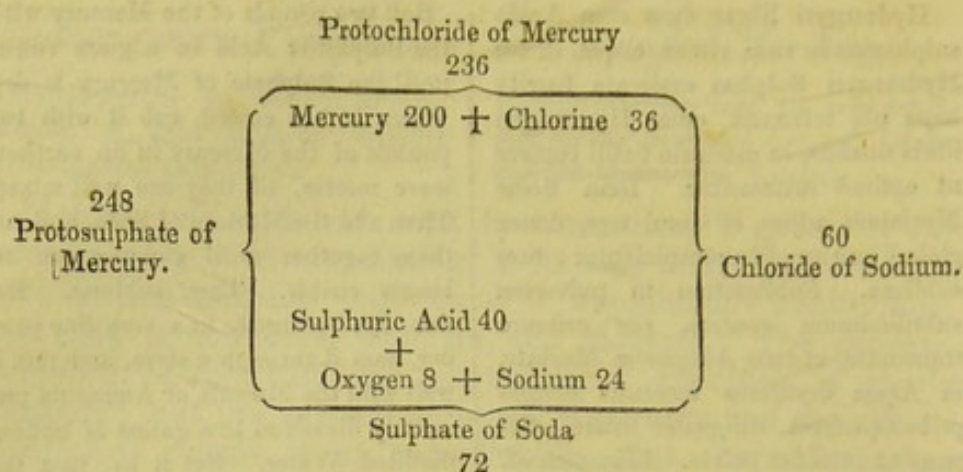 Protochloride of Mercury
236
Mercury 200 + Chlorine 36
248
Protosulphate of
Mercury.
60
Chloride of Sodium.
Sulphuric Acid 40
+
Oxygen 8 + Sodium 24
Sulphate of Soda
72